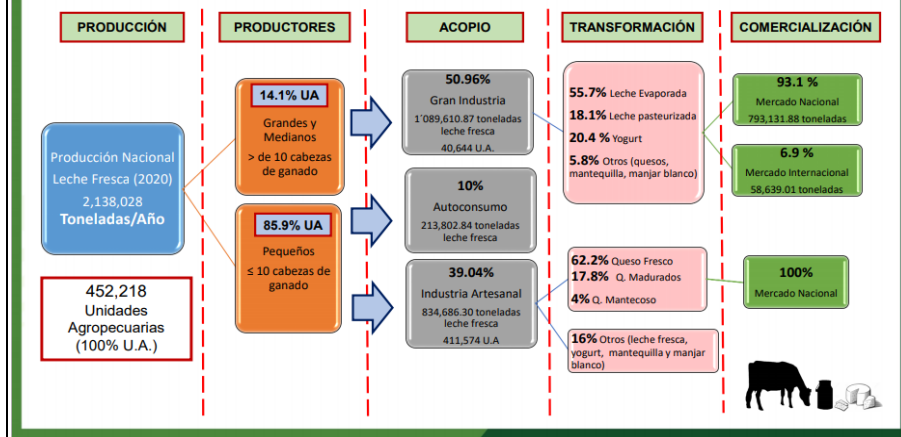 PRODUCCIÓN
PRODUCTORES
ACOPIO
TRANSFORMACIÓN
COMERCIALIZACIÓN
Producción Nacional
Leche Fresca (2020)
2,138,028
Toneladas/Año
452,218
Unidades
Agropecuarias
(100% U.A.)
14.1% UA
Grandes y
Medianos
> de 10 cabezas
de ganado
85.9% UA
Pequeños
≤ 10 cabezas de
ganado
50.96%
Gran Industria
1´089,610.87 toneladas
leche fresca
40,644 U.A.
10%
Autoconsumo
213,802.84 toneladas
leche fresca
39.04%
Industria Artesanal
834,686.30 toneladas
leche fresca
411,574 U.A
55.7% Leche Evaporada
18.1% Leche pasteurizada
20.4 % Yogurt
5.8% Otros (quesos,
mantequilla, manjar blanco)
62.2% Queso Fresco
17.8% Q. Madurados
4% Q. Mantecoso
16% Otros (leche fresca,
yogurt, mantequilla y manjar
blanco)
93.1 %
Mercado Nacional
793,131.88 toneladas
6.9 %
Mercado Internacional
58,639.01 toneladas
100%
Mercado Nacional